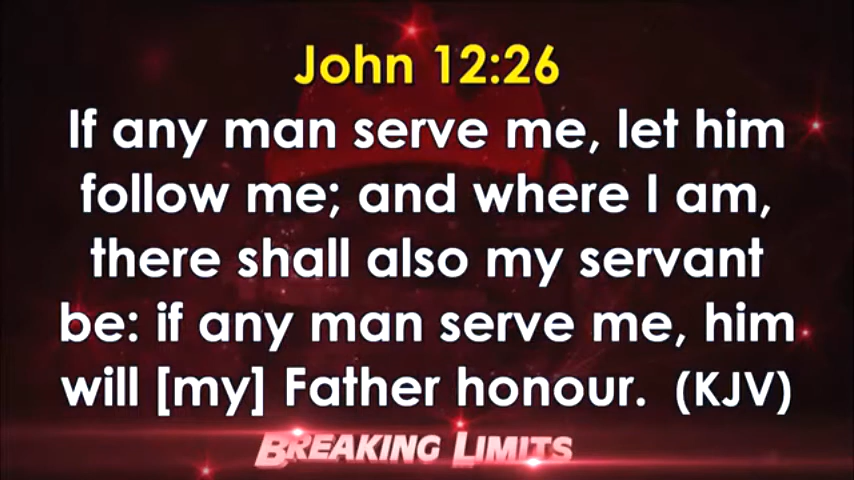 John 12:26
If any man serve me, let him
follow me; and where I am,
there shall also my servant
be: if any man serve me, him
will [my] Father honour. (KJV)
BREAKING LIMITS